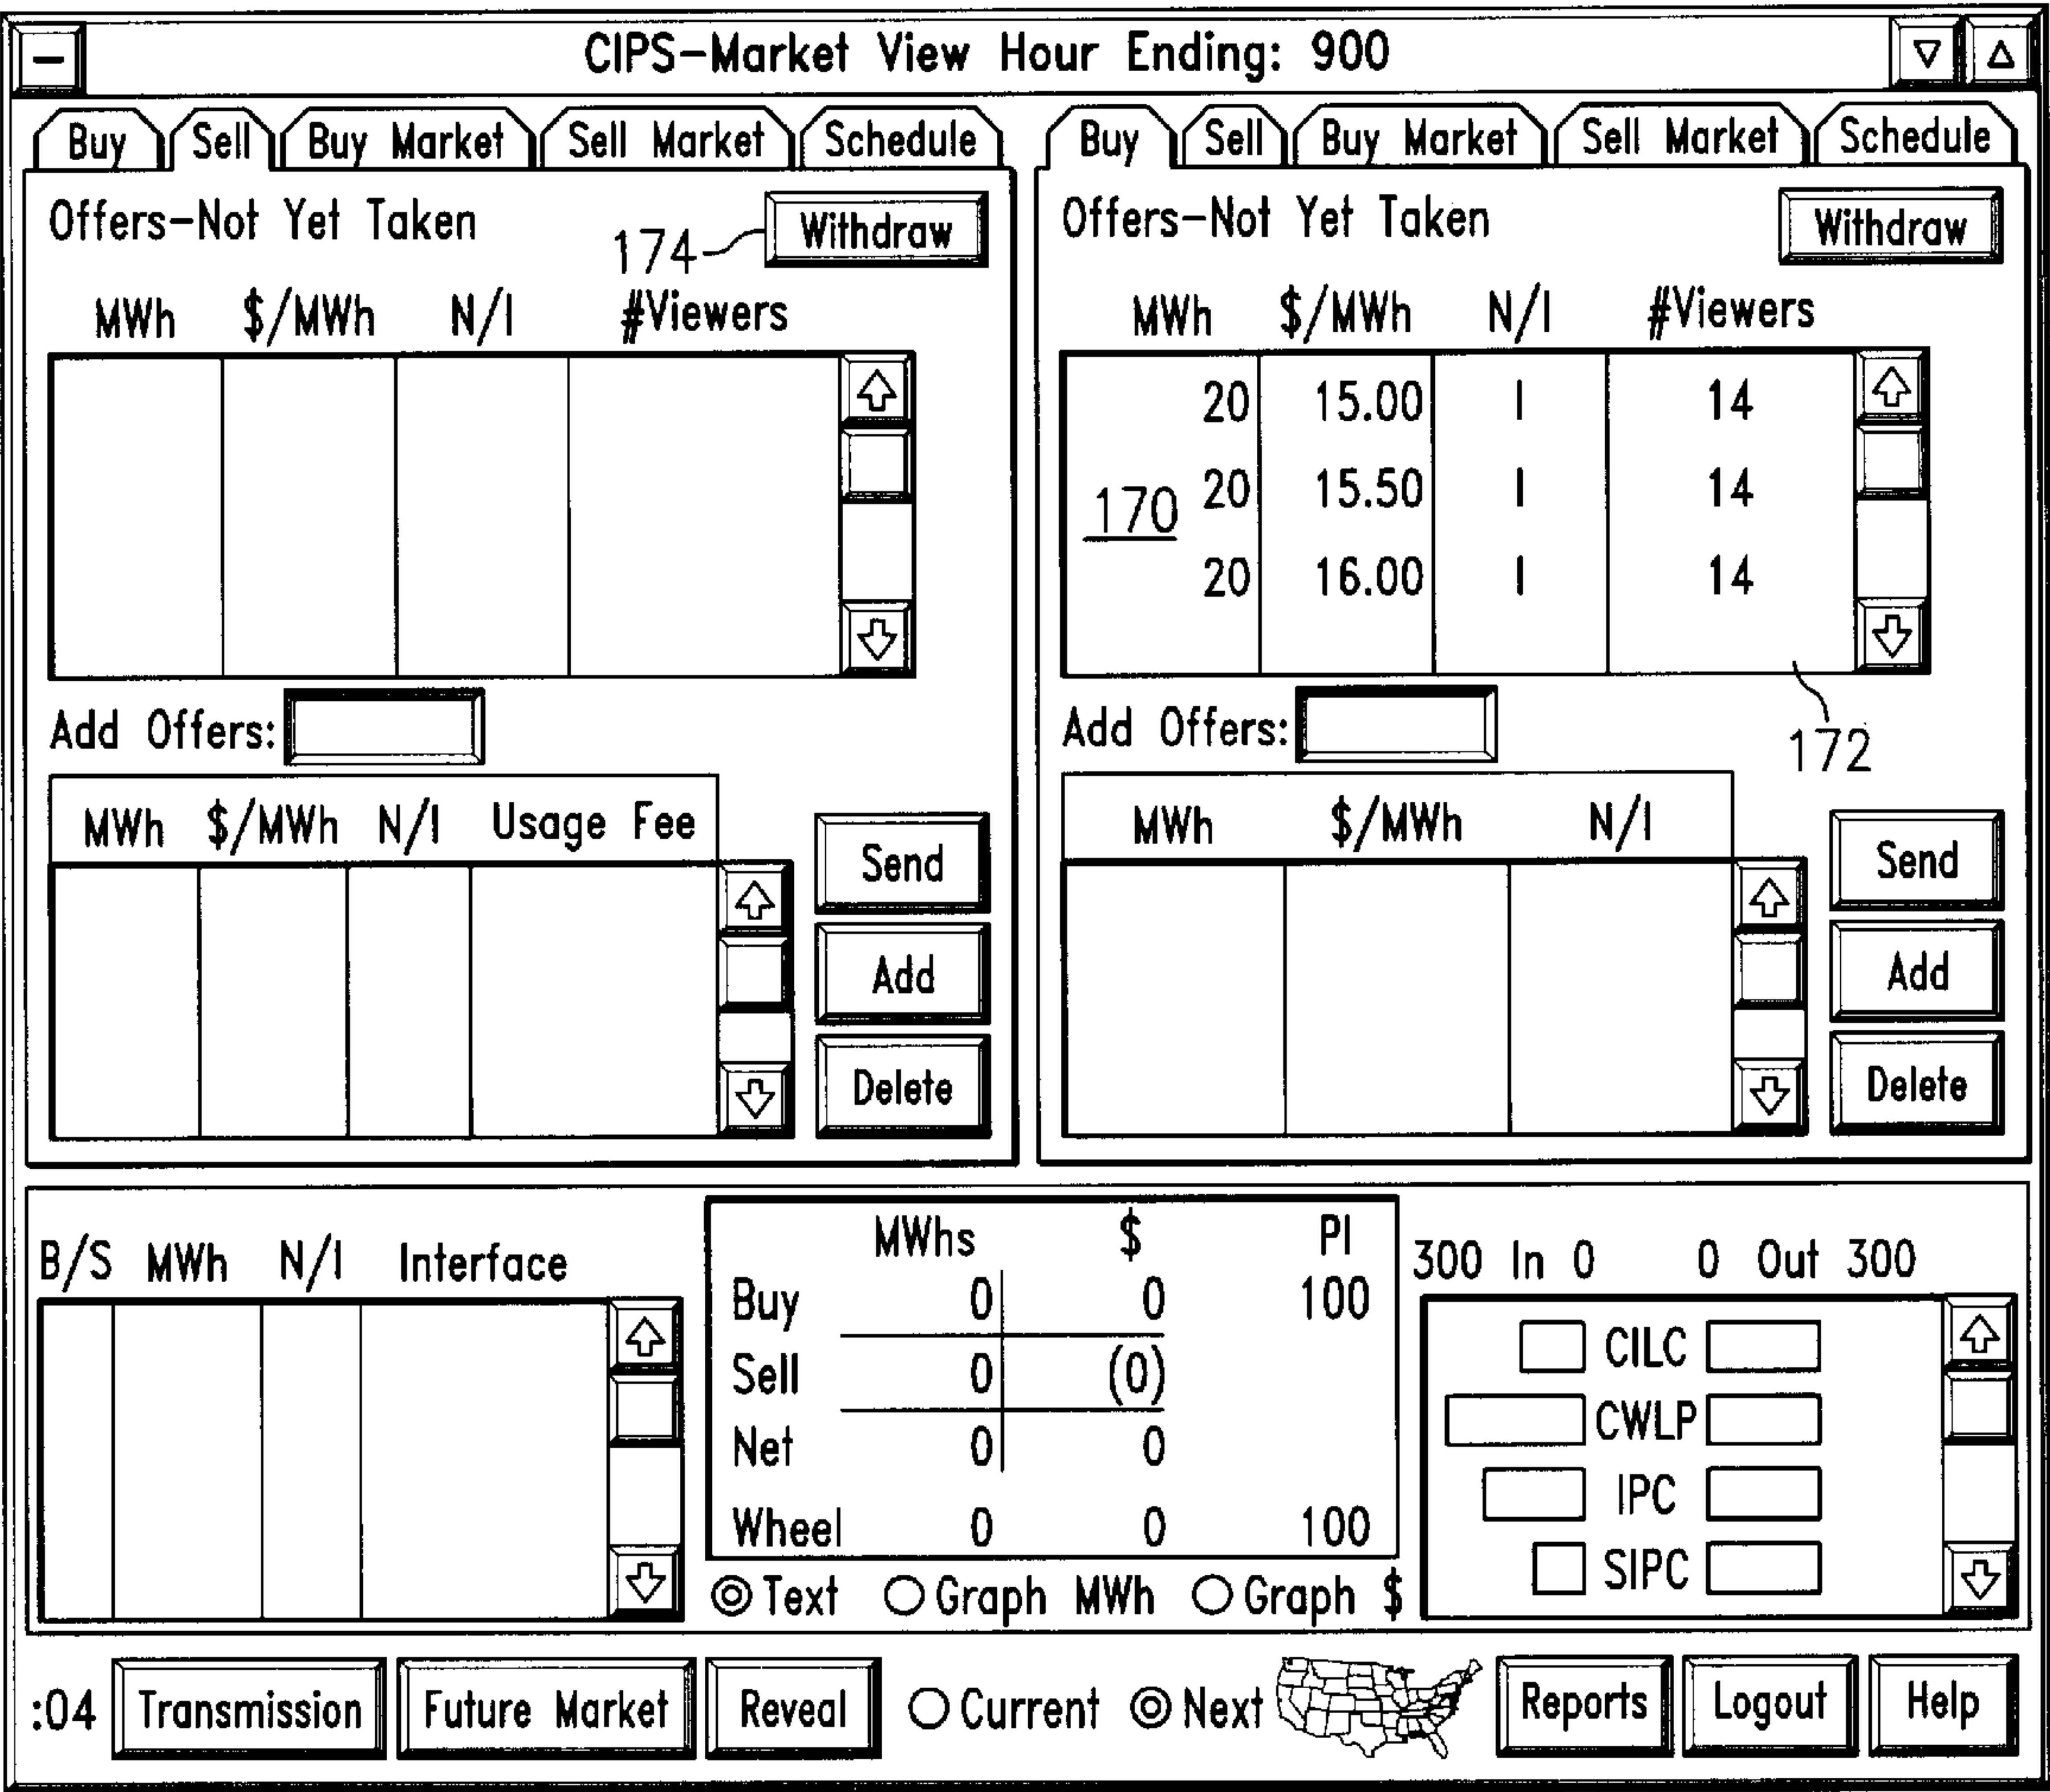 CIPS-Market View Hour Ending: 900
Buy Sell Buy Market Sell Market Schedule
Offers-Not Yet Taken
174
Withdraw
MWh $/MWh N/I #Viewers
Add Offers:
MWh $/MWh N/I Usage Fee
Send
Add
Delete
Buy Sell Buy Market Sell Market Schedule
Offers-Not Yet Taken
Withdraw
MWh $/MWh N/I #Viewers
20 15.00 I 14
170
20 15.50 I 14
20 16.00 I 14
172
Add Offers:
MWh $/MWh N/I
Send
Add
Delete
B/S MWh N/I Interface
MWhs $ PI
Buy 0 0 100
Sell 0 (0)
Net 0 0
Wheel 0 0 100
Text Graph MWh Graph $
300 In 0 0 Out 300
CILC
CWLP
IPC
SIPC
:04 Transmission Future Market Reveal Current Next Reports Logout Help